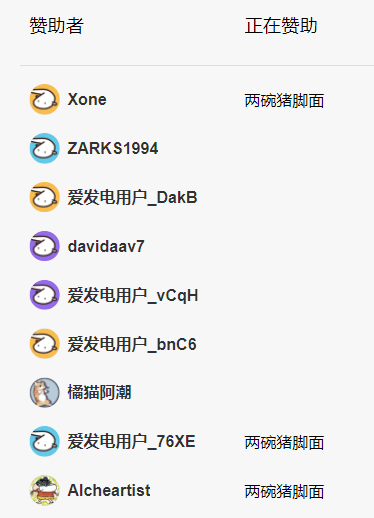 赞助者 正在赞助
Xone 两碗猪脚面
ZARKS1994
爱发电用户_DakB
davidaav7
爱发电用户_vCqH
爱发电用户_bnC6
橘猫阿潮
爱发电用户_76XE 两碗猪脚面
Alcheartist 两碗猪脚面